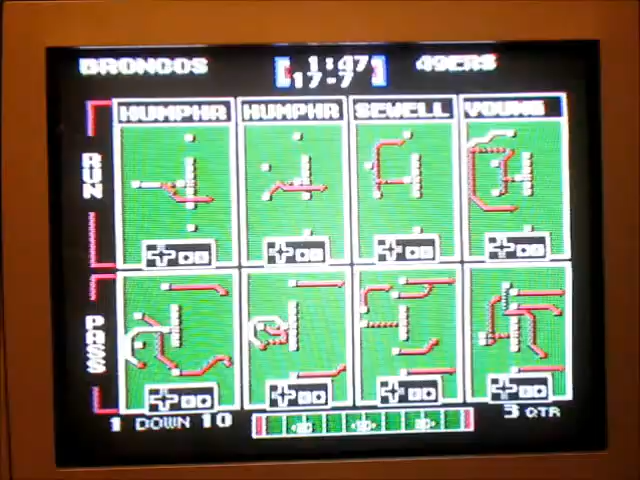 BRONCOS 1:47 49ERS
17-7
HUMPHR HUMPHR SEWELL YOUNG
RUN
PASS
1 DOWN 10 3 QTR